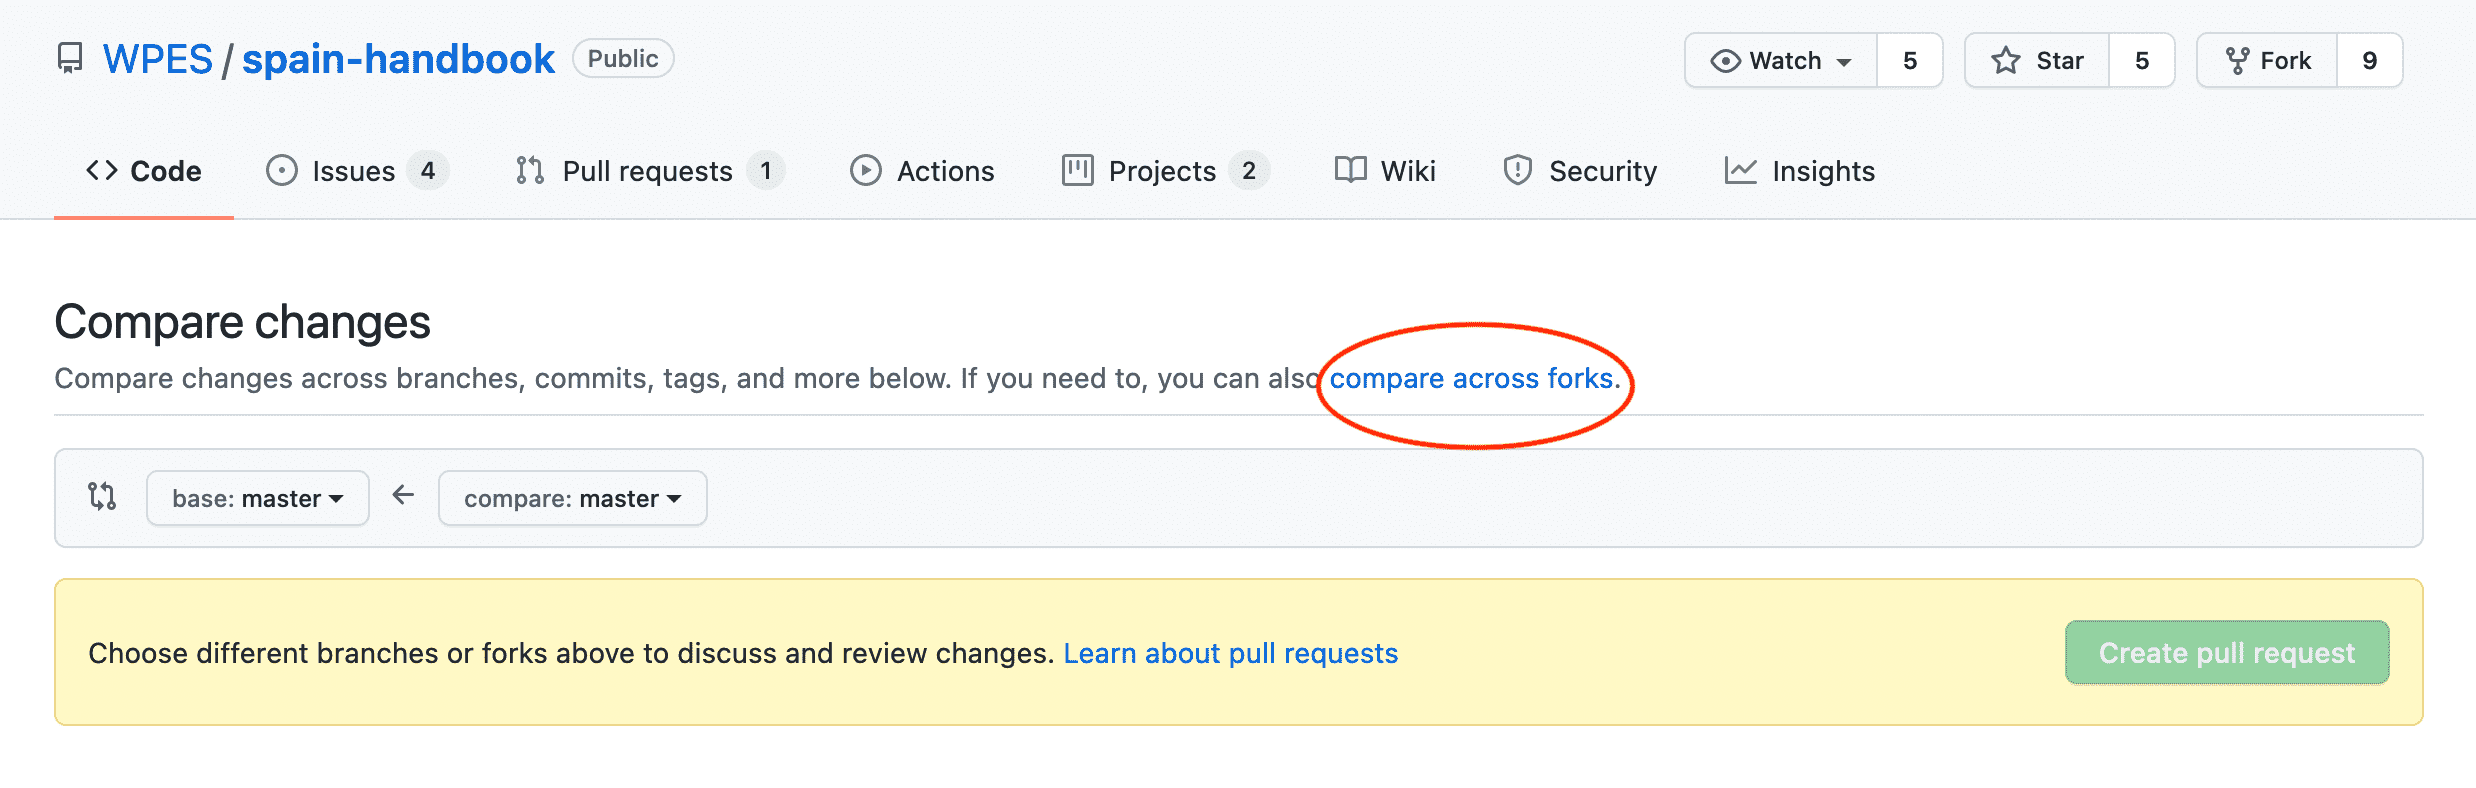 WPES / spain-handbook Public Watch 5 Star 5 Fork 9
Code Issues 4 Pull requests 1 Actions Projects 2 Wiki Security Insights
Compare changes
Compare changes across branches, commits, tags, and more below. If you need to, you can also compare across forks.
base: master compare: master
Choose different branches or forks above to discuss and review changes. Learn about pull requests Create pull request